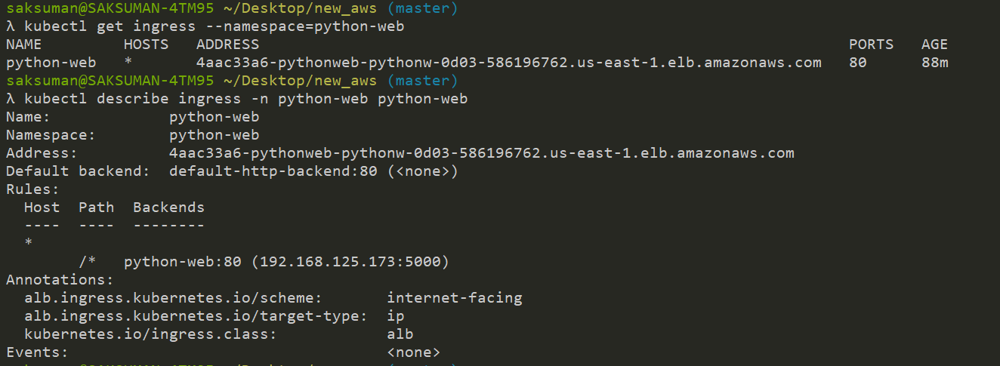 saksuman@SAKSUMAN-4TM95 ~/Desktop/new_aws (master)
λ kubectl get ingress --namespace=python-web
NAME HOSTS ADDRESS PORTS AGE
python-web * 4aac33a6-pythonweb-pythonw-0d03-586196762.us-east-1.elb.amazonaws.com 80 88m
saksuman@SAKSUMAN-4TM95 ~/Desktop/new_aws (master)
λ kubectl describe ingress -n python-web python-web
Name: python-web
Namespace: python-web
Address: 4aac33a6-pythonweb-pythonw-0d03-586196762.us-east-1.elb.amazonaws.com
Default backend: default-http-backend:80 (<none>)
Rules:
Host Path Backends
---- ---- --------
*
/* python-web:80 (192.168.125.173:5000)
Annotations:
alb.ingress.kubernetes.io/scheme: internet-facing
alb.ingress.kubernetes.io/target-type: ip
kubernetes.io/ingress.class: alb
Events: <none>